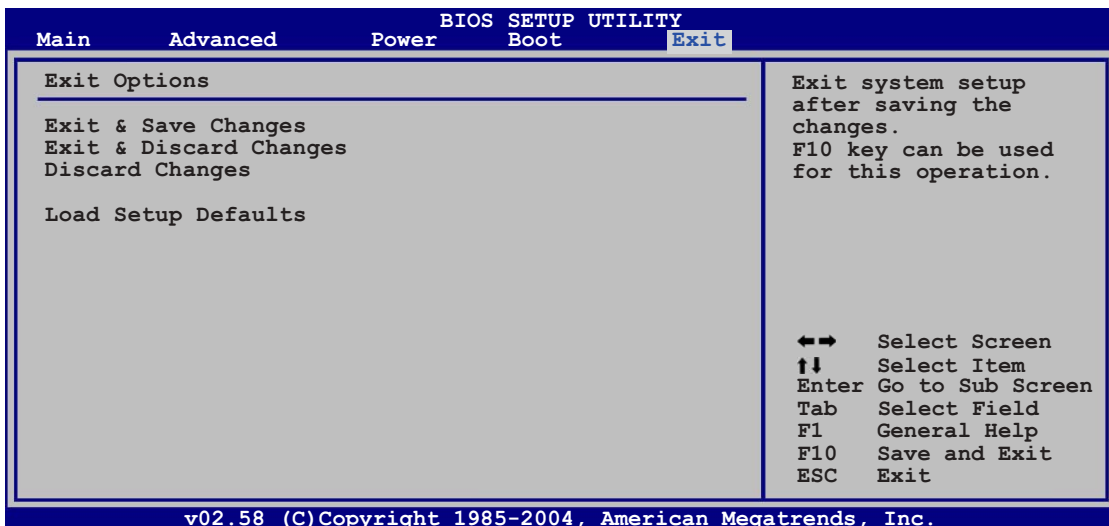 BIOS SETUP UTILITY
Main Advanced Power Boot Exit
Exit Options
Exit & Save Changes
Exit & Discard Changes
Discard Changes
Load Setup Defaults
Exit system setup
after saving the
changes.
F10 key can be used
for this operation.
←→ Select Screen
↑↓ Select Item
Enter Go to Sub Screen
Tab Select Field
F1 General Help
F10 Save and Exit
ESC Exit
v02.58 (C)Copyright 1985-2004, American Megatrends, Inc.